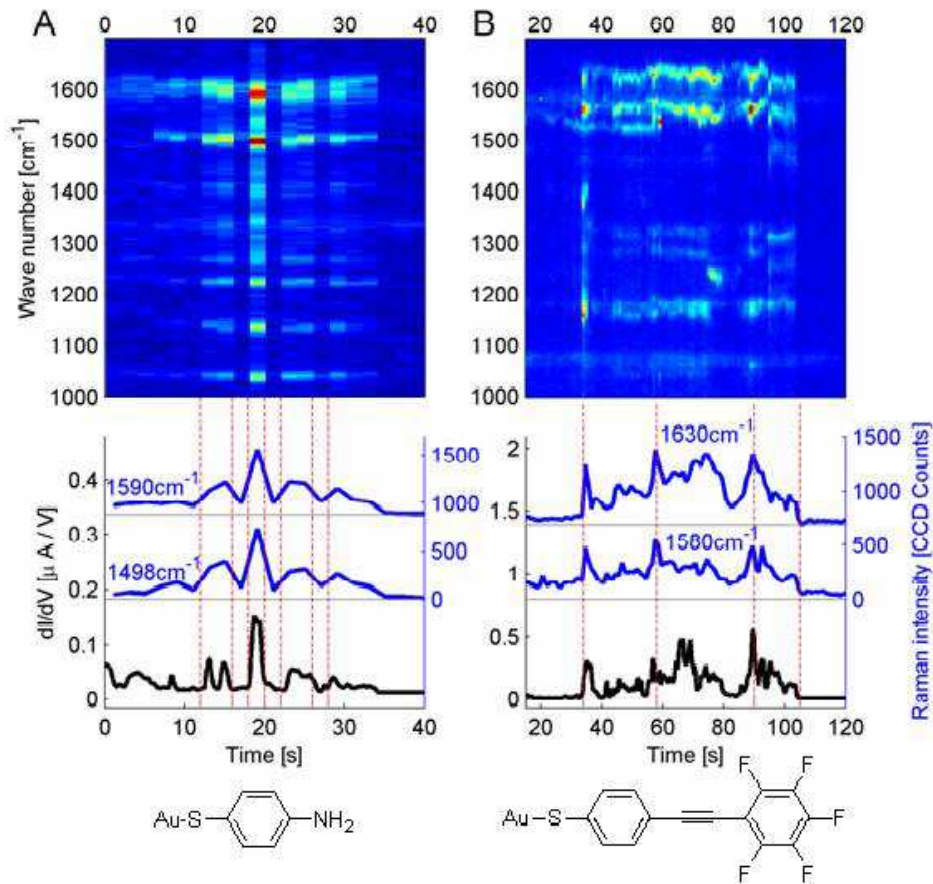 A
B
0 10 20 30 40
20 40 60 80 100 120
Wave number [cm⁻¹]
1600
1500
1400
1300
1200
1100
1000
1600
1500
1400
1300
1200
1100
1000
dI/dV [μ A / V]
0.4
0.3
0.2
0.1
0
1590cm⁻¹
1498cm⁻¹
1500
1000
500
0
2
1.5
1
0.5
0
1630cm⁻¹
1580cm⁻¹
1500
1000
500
0
Raman intensity [CCD Counts]
0 10 20 30 40
Time [s]
20 40 60 80 100 120
Time [s]
Au-S NH₂
Au—S F F F F F